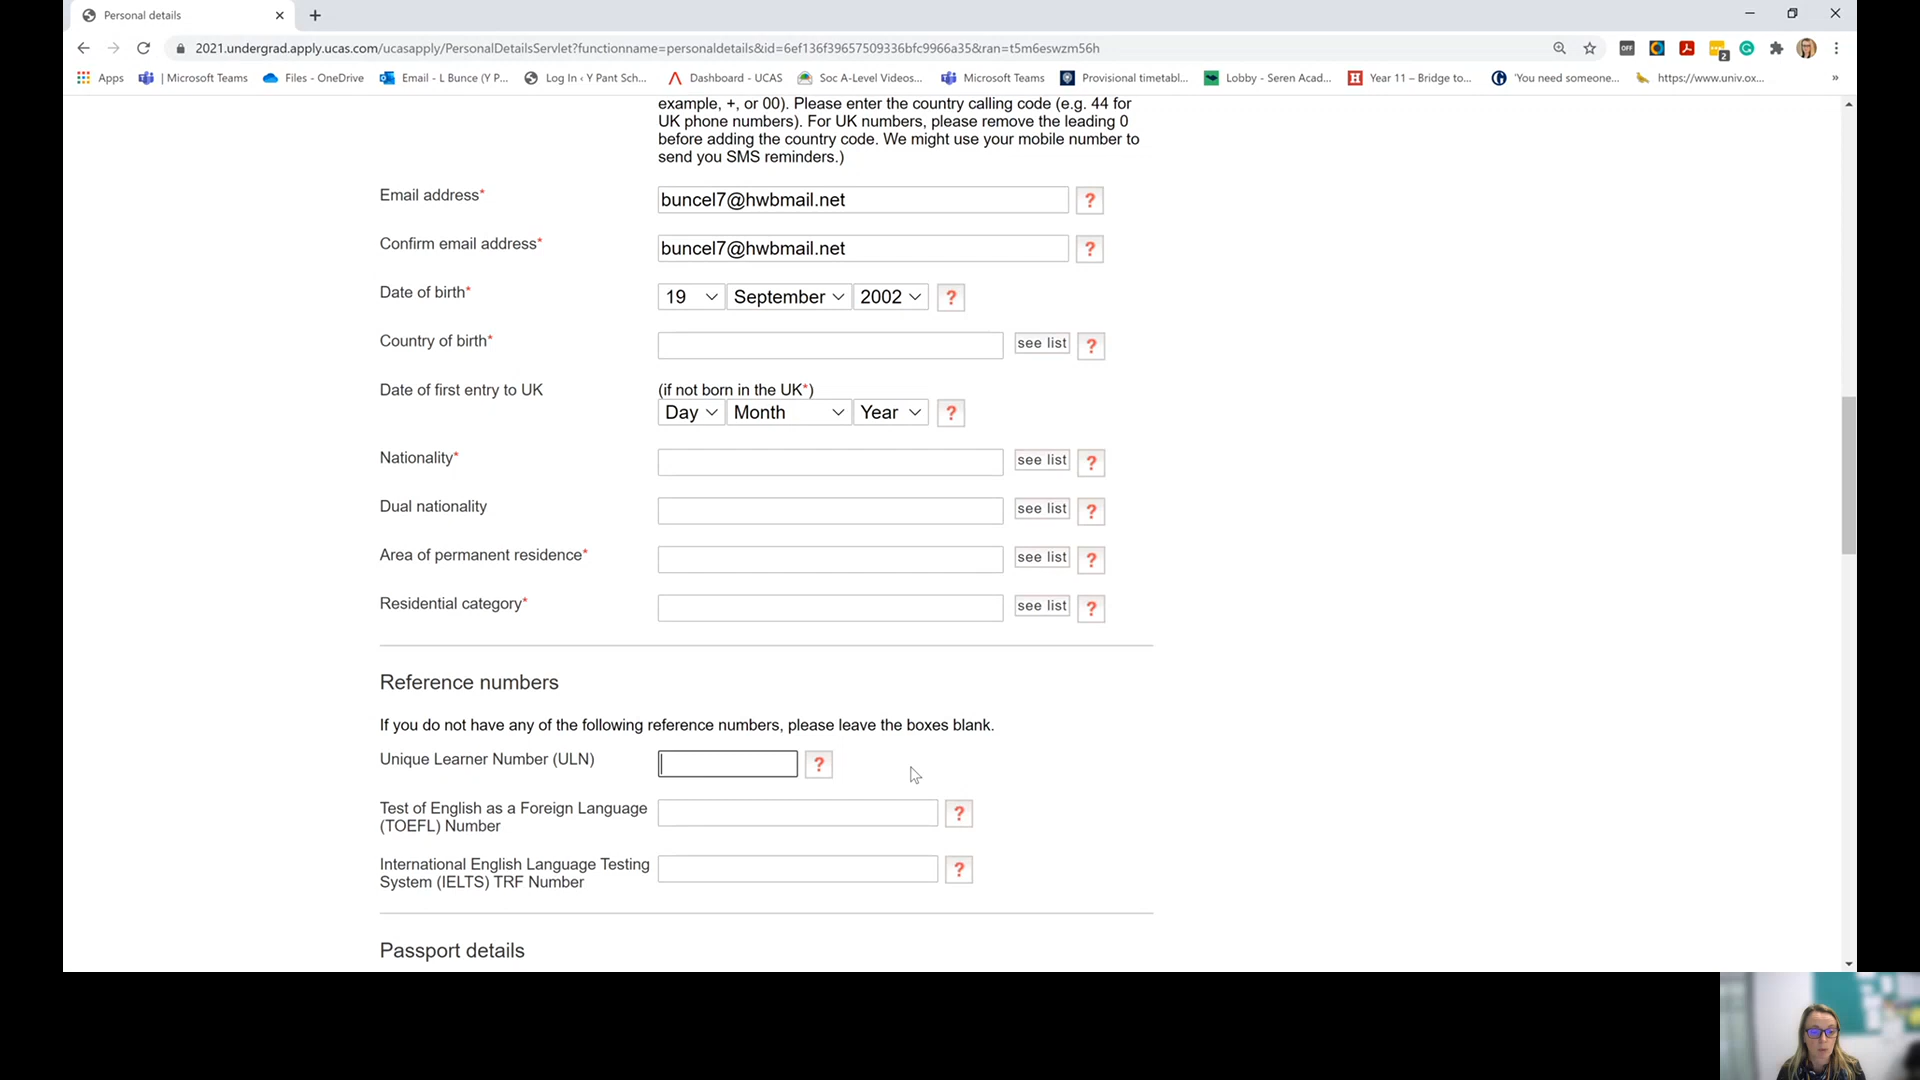 Personal details
2021.undergrad.apply.ucas.com/ucasapply/PersonalDetailsServlet?functionname=personaldetails&id=6ef136f39657509336bfc9966a35&ran=t5m6eswzm56h
OFF
2
Apps
| Microsoft Teams
Files - OneDrive
Email - L Bunce (Y P...
Log In ‹ Y Pant Sch...
Dashboard - UCAS
Soc A-Level Videos...
Microsoft Teams
Provisional timetabl...
Lobby - Seren Acad...
Year 11 – Bridge to...
'You need someone...
https://www.univ.ox...
»
example, +, or 00). Please enter the country calling code (e.g. 44 for
UK phone numbers). For UK numbers, please remove the leading 0
before adding the country code. We might use your mobile number to
send you SMS reminders.)
Email address* buncel7@hwbmail.net ?
Confirm email address* buncel7@hwbmail.net ?
Date of birth* 19 September 2002 ?
Country of birth* see list ?
Date of first entry to UK (if not born in the UK*)
Day Month Year ?
Nationality* see list ?
Dual nationality see list ?
Area of permanent residence* see list ?
Residential category* see list ?
Reference numbers
If you do not have any of the following reference numbers, please leave the boxes blank.
Unique Learner Number (ULN) ?
Test of English as a Foreign Language
(TOEFL) Number ?
International English Language Testing
System (IELTS) TRF Number ?
Passport details